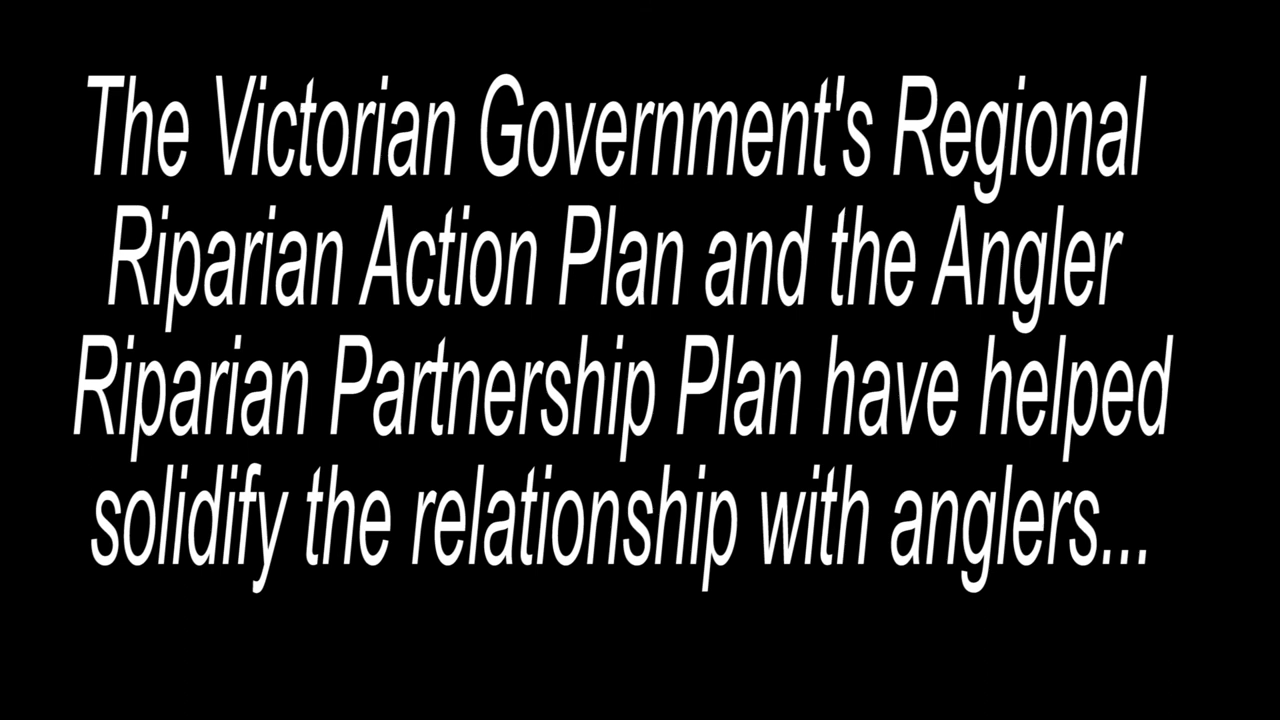 The Victorian Government's Regional
Riparian Action Plan and the Angler
Riparian Partnership Plan have helped
solidify the relationship with anglers...